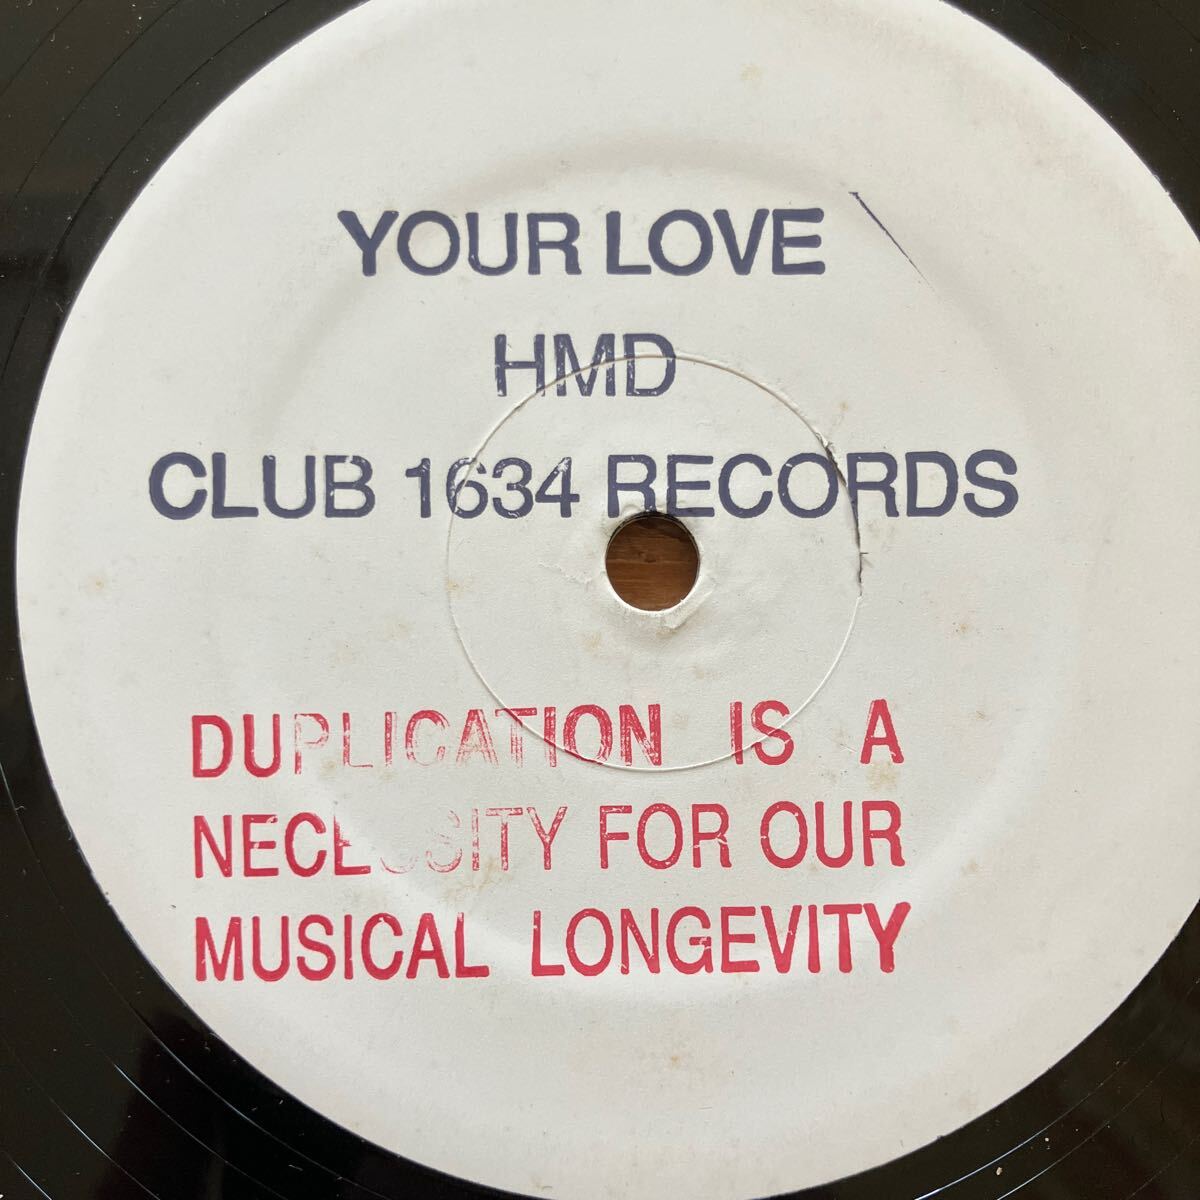 YOUR LOVE
HMD
CLUB 1634 RECORDS
DUPLICATION IS A
NECESSITY FOR OUR
MUSICAL LONGEVITY